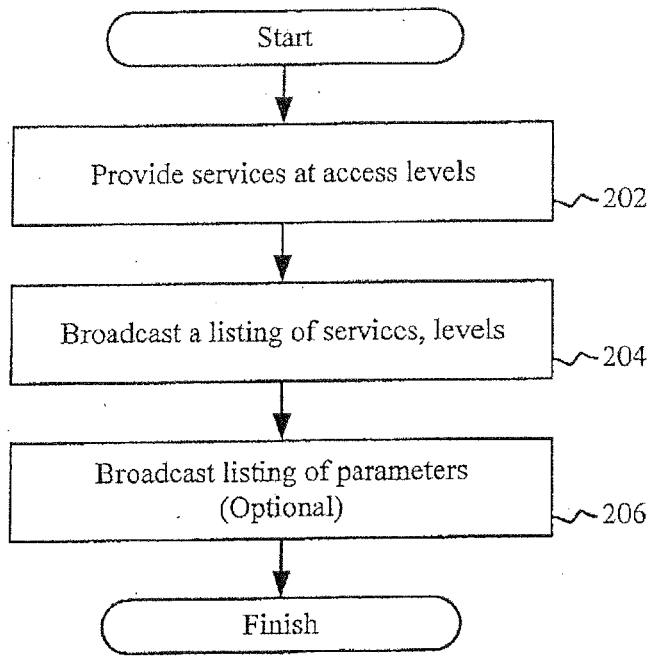 Start
Provide services at access levels
202
Broadcast a listing of services, levels
204
Broadcast listing of parameters
(Optional)
206
Finish